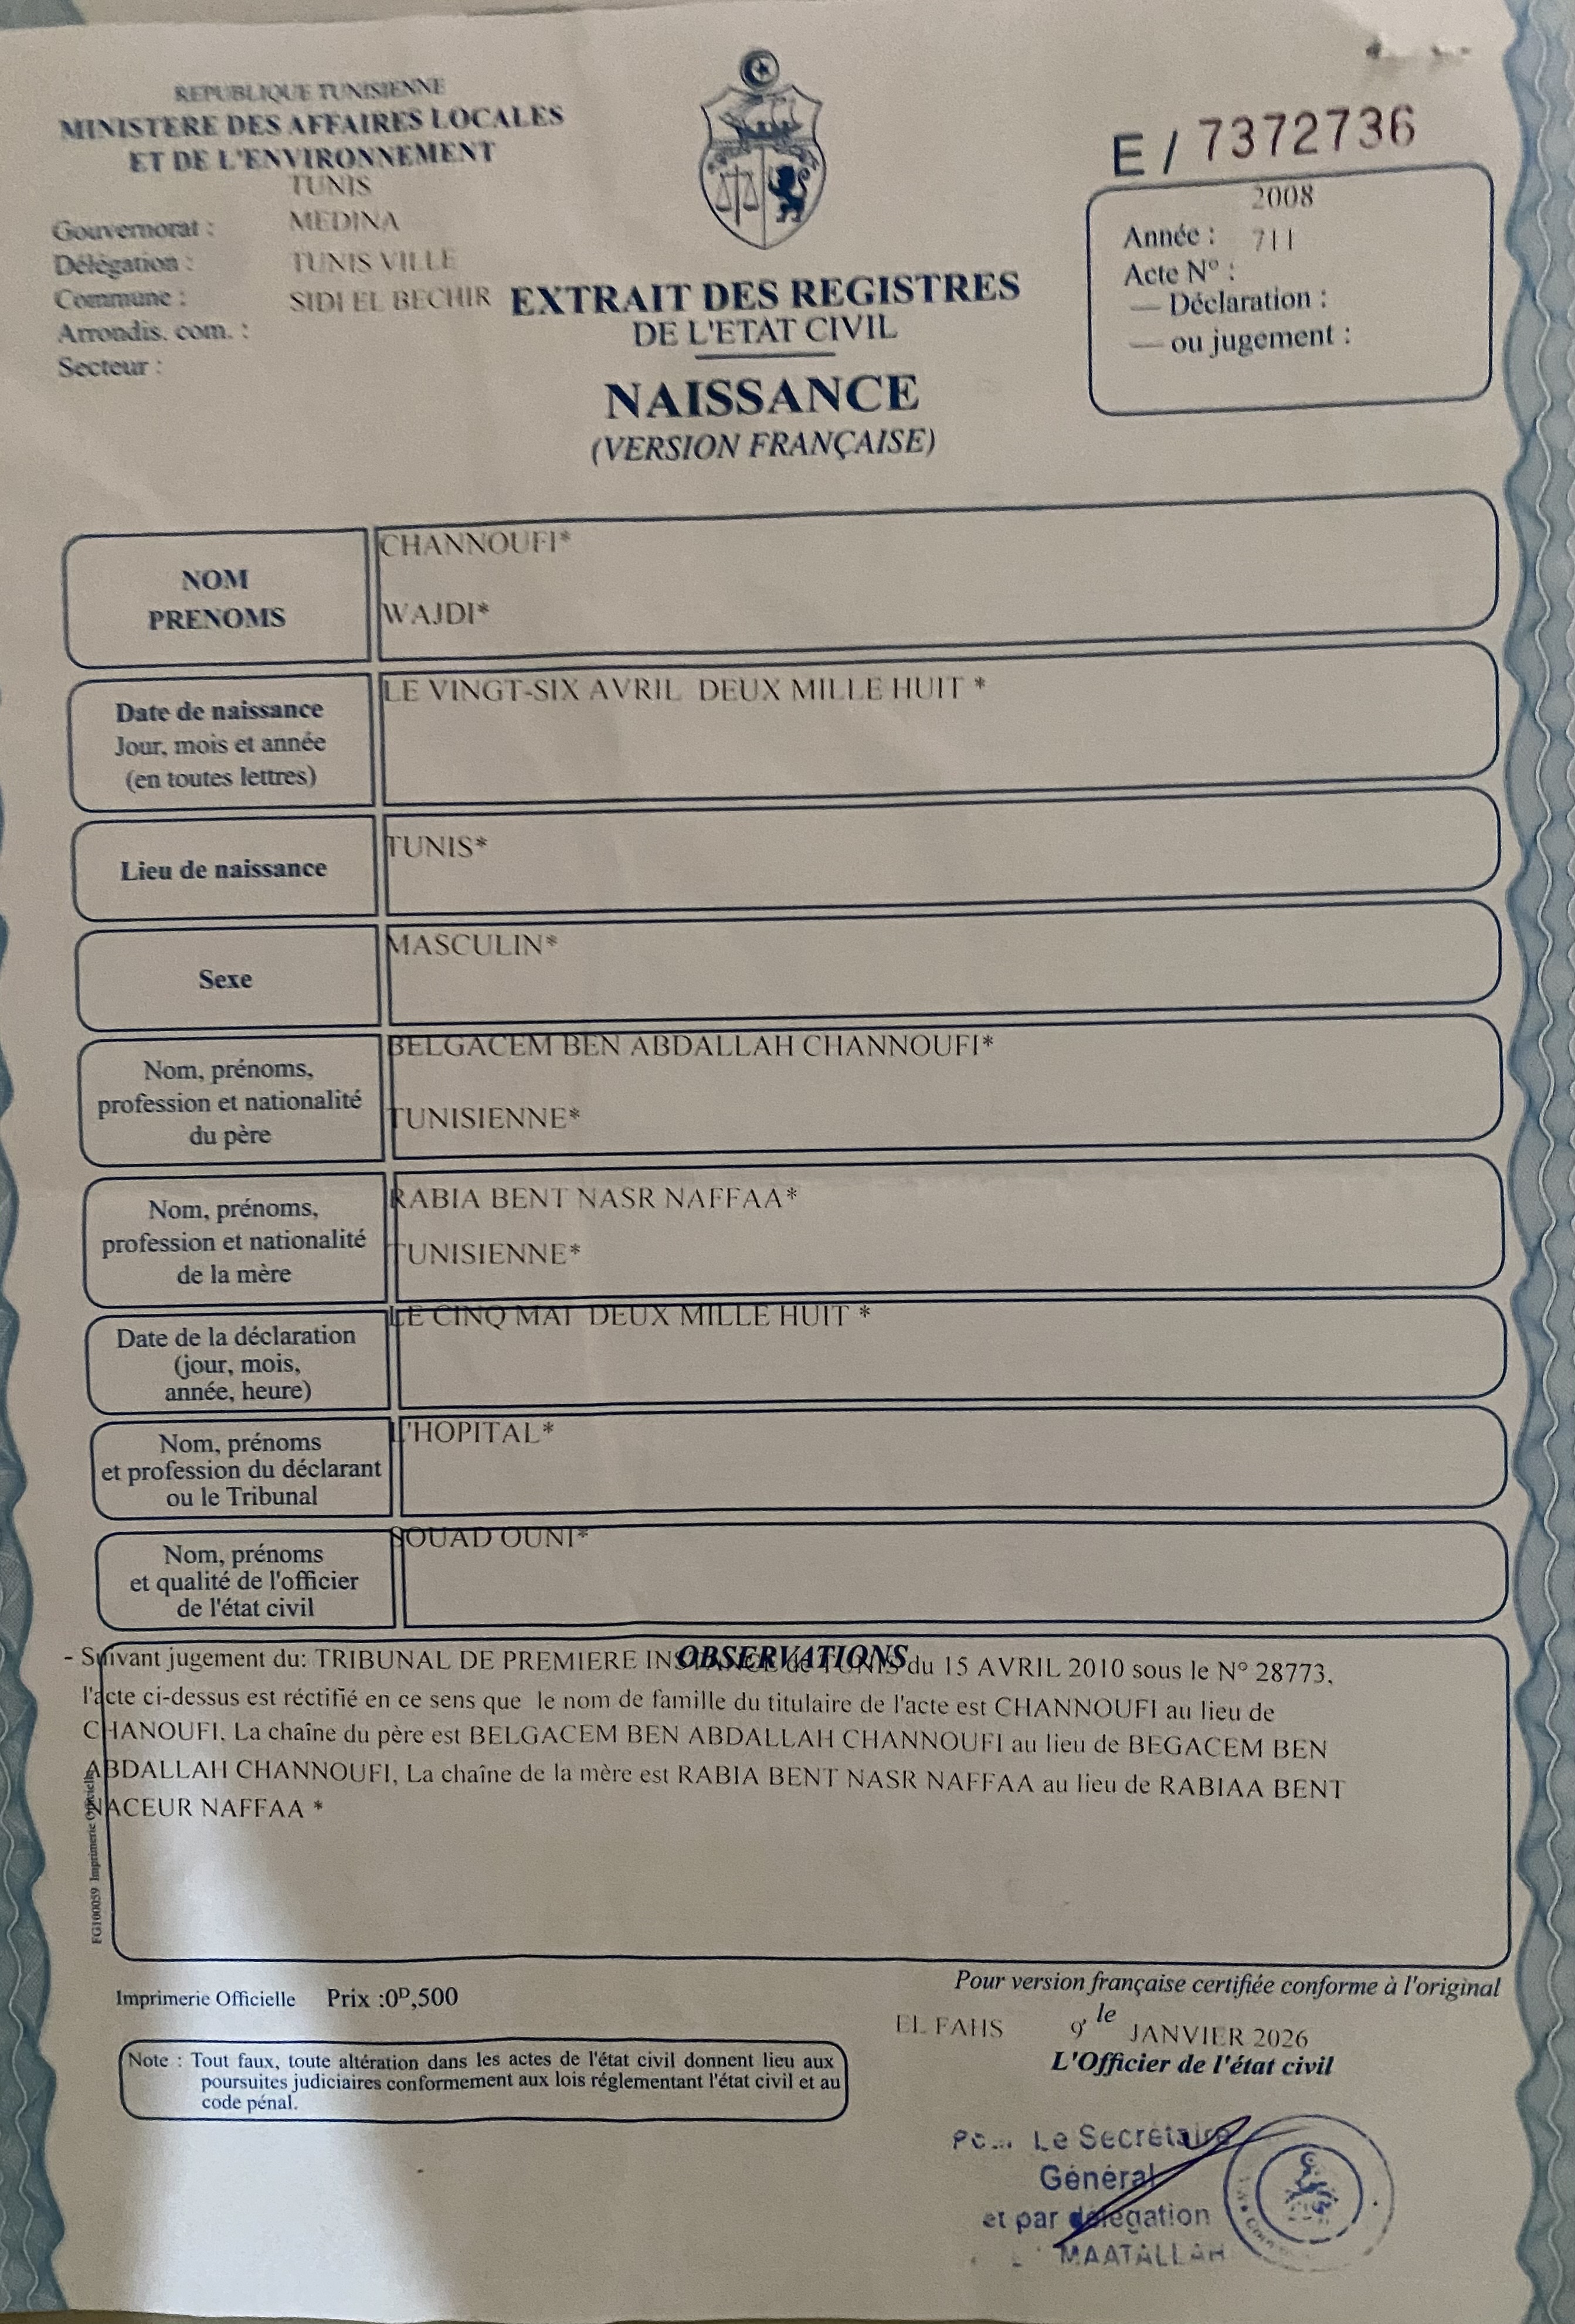 REPUBLIQUE TUNISIENNE
MINISTERE DES AFFAIRES LOCALES
ET DE L'ENVIRONNEMENT
TUNIS
Gouvernorat : MEDINA
Délégation : TUNIS VILLE
Commune : SIDI EL BECHIR
Arrondis. com. :
Secteur :
EXTRAIT DES REGISTRES
DE L'ETAT CIVIL
NAISSANCE
(VERSION FRANÇAISE)
E / 7372736
2008
Année : 711
Acte N° :
— Déclaration :
— ou jugement :
NOM
PRENOMS
CHANNOUFI*
WAJDI*
Date de naissance
Jour, mois et année
(en toutes lettres)
LE VINGT-SIX AVRIL DEUX MILLE HUIT *
Lieu de naissance
TUNIS*
Sexe
MASCULIN*
Nom, prénoms,
profession et nationalité
du père
BELGACEM BEN ABDALLAH CHANNOUFI*
TUNISIENNE*
Nom, prénoms,
profession et nationalité
de la mère
RABIA BENT NASR NAFFAA*
TUNISIENNE*
Date de la déclaration
(jour, mois,
année, heure)
LE CINQ MAI DEUX MILLE HUIT *
Nom, prénoms
et profession du déclarant
ou le Tribunal
L'HOPITAL*
Nom, prénoms
et qualité de l'officier
de l'état civil
SOUAD OUNI*
OBSERVATIONS
- Suivant jugement du: TRIBUNAL DE PREMIERE INSTANCE de TUNIS du 15 AVRIL 2010 sous le N° 28773,
l'acte ci-dessus est réctifié en ce sens que le nom de famille du titulaire de l'acte est CHANNOUFI au lieu de
CHANOUFI, La chaîne du père est BELGACEM BEN ABDALLAH CHANNOUFI au lieu de BEGACEM BEN
ABDALLAH CHANNOUFI, La chaîne de la mère est RABIA BENT NASR NAFFAA au lieu de RABIAA BENT
NACEUR NAFFAA *
FG100059 Imprimerie Officielle
Imprimerie Officielle Prix :0ᴰ,500
Note : Tout faux, toute altération dans les actes de l'état civil donnent lieu aux
poursuites judiciaires conformement aux lois réglementant l'état civil et au
code pénal.
Pour version française certifiée conforme à l'original
EL FAHS le 9 JANVIER 2026
L'Officier de l'état civil
Le Secrétaire
Général
et par délégation
MAATALLAH